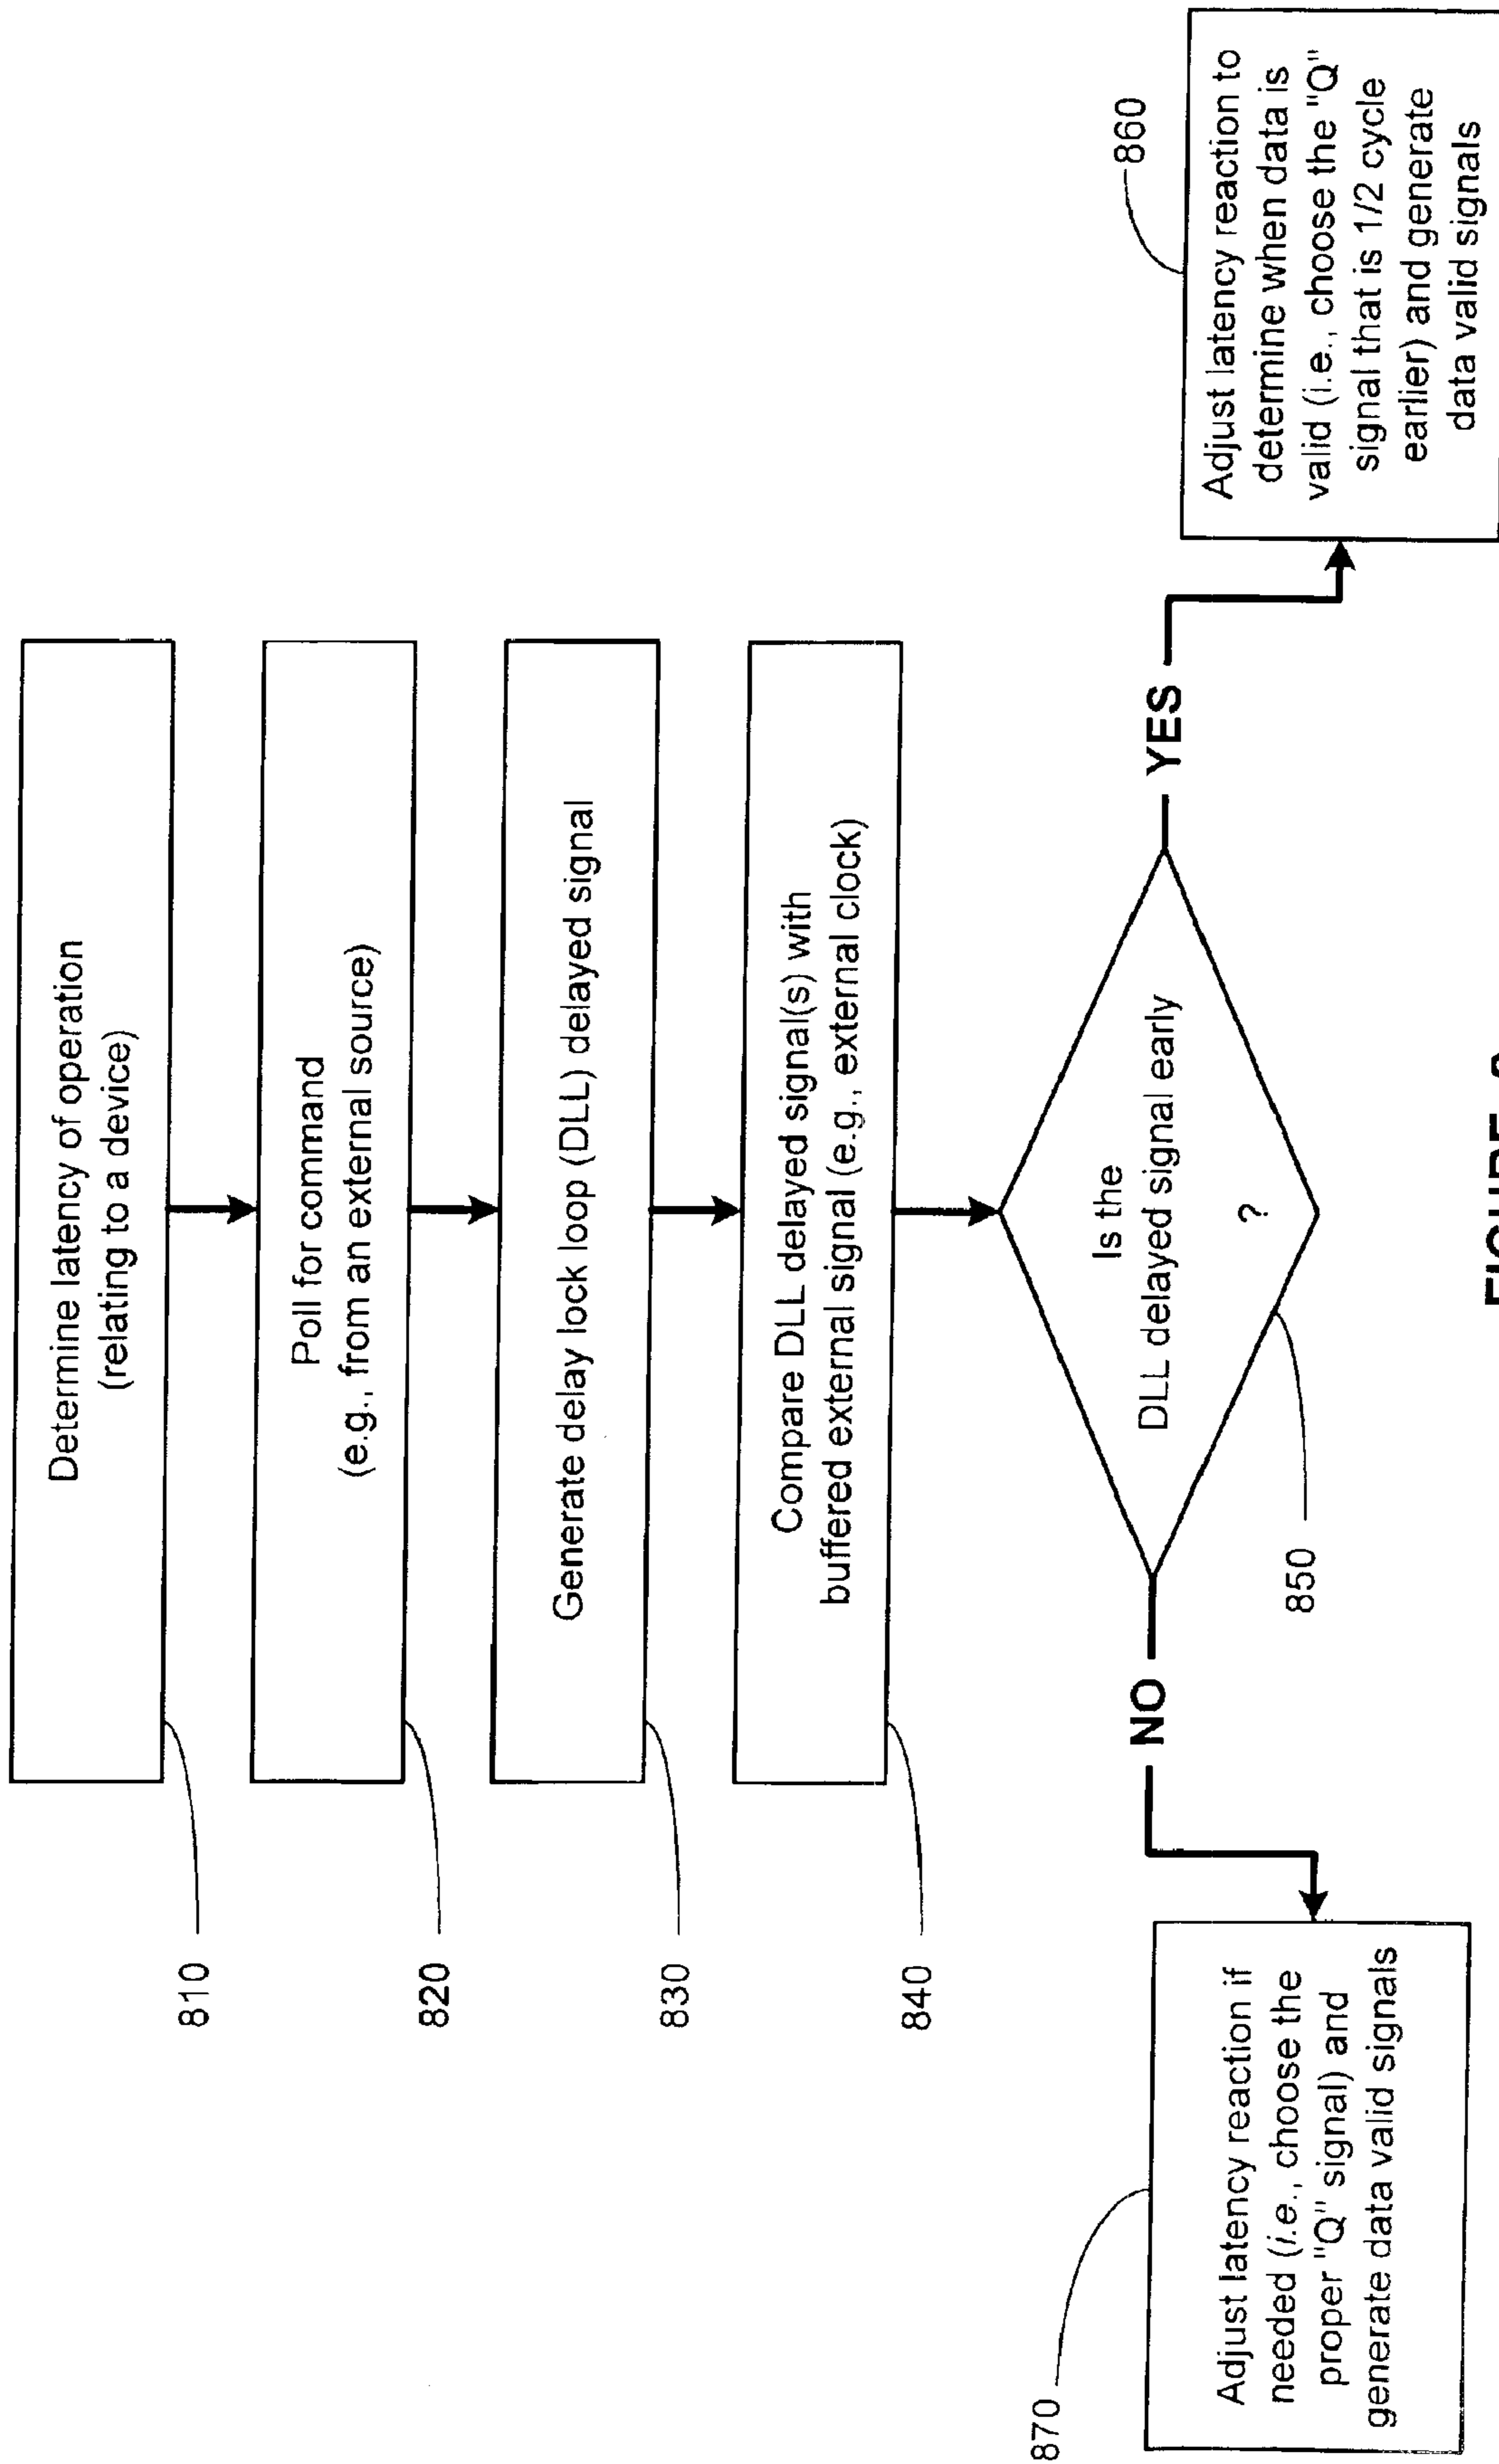 Determine latency of operation
(relating to a device)
810
Poll for command
(e.g., from an external source)
820
Generate delay lock loop (DLL) delayed signal
830
Compare DLL delayed signal(s) with
buffered external signal (e.g., external clock)
840
Is the
DLL delayed signal early
?
850
NO
YES
870
Adjust latency reaction if
needed (i.e., choose the
proper "Q" signal) and
generate data valid signals
860
Adjust latency reaction to
determine when data is
valid (i.e., choose the "Q"
signal that is 1/2 cycle
earlier) and generate
data valid signals
FIGURE